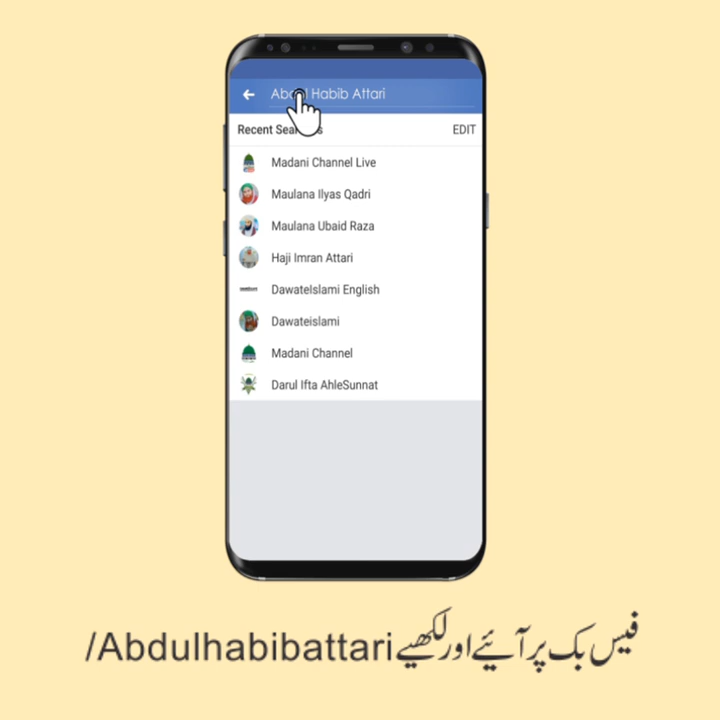 Abdul Habib Attari
Recent Searches
EDIT
Madani Channel Live
Maulana Ilyas Qadri
Maulana Ubaid Raza
Haji Imran Attari
DawateIslami English
Dawateislami
Madani Channel
Darul Ifta AhleSunnat
فیس بک پر آئیے اور لکھیے /Abdulhabibattari